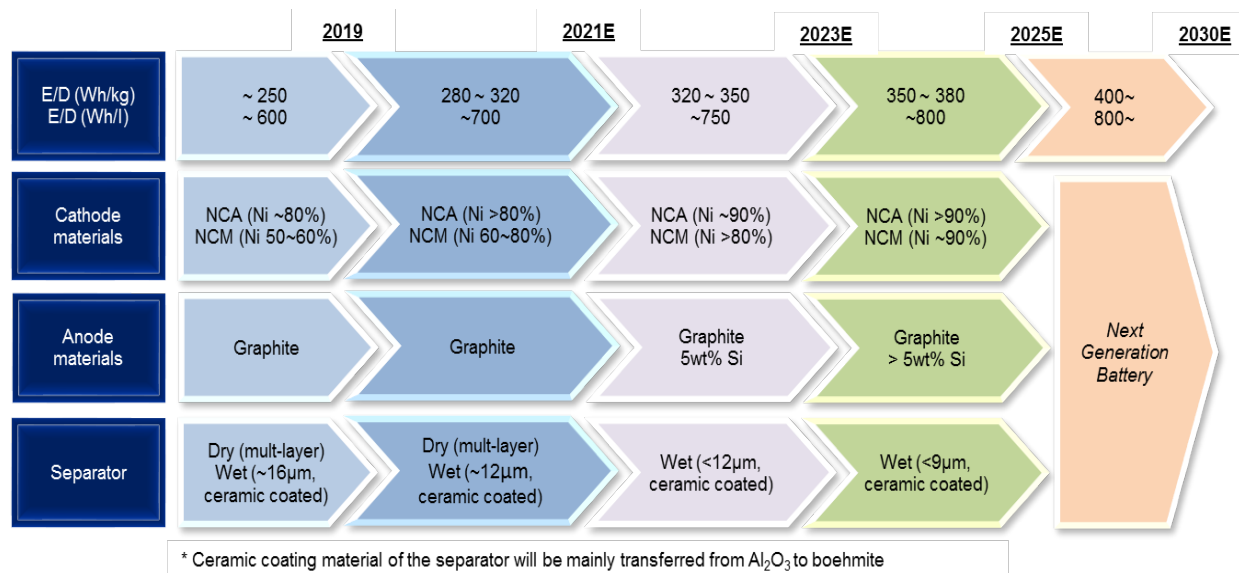 2019
2021E
2023E
2025E
2030E
E/D (Wh/kg)
E/D (Wh/l)
~ 250
~ 600
280 ~ 320
~700
320 ~ 350
~750
350 ~ 380
~800
400~
800~
Cathode
materials
NCA (Ni ~80%)
NCM (Ni 50~60%)
NCA (Ni >80%)
NCM (Ni 60~80%)
NCA (Ni ~90%)
NCM (Ni >80%)
NCA (Ni >90%)
NCM (Ni ~90%)
Anode
materials
Graphite
Graphite
Graphite
5wt% Si
Graphite
> 5wt% Si
Next
Generation
Battery
Separator
Dry (mult-layer)
Wet (~16μm,
ceramic coated)
Dry (mult-layer)
Wet (~12μm,
ceramic coated)
Wet (<12μm,
ceramic coated)
Wet (<9μm,
ceramic coated)
* Ceramic coating material of the separator will be mainly transferred from Al₂O₃ to boehmite